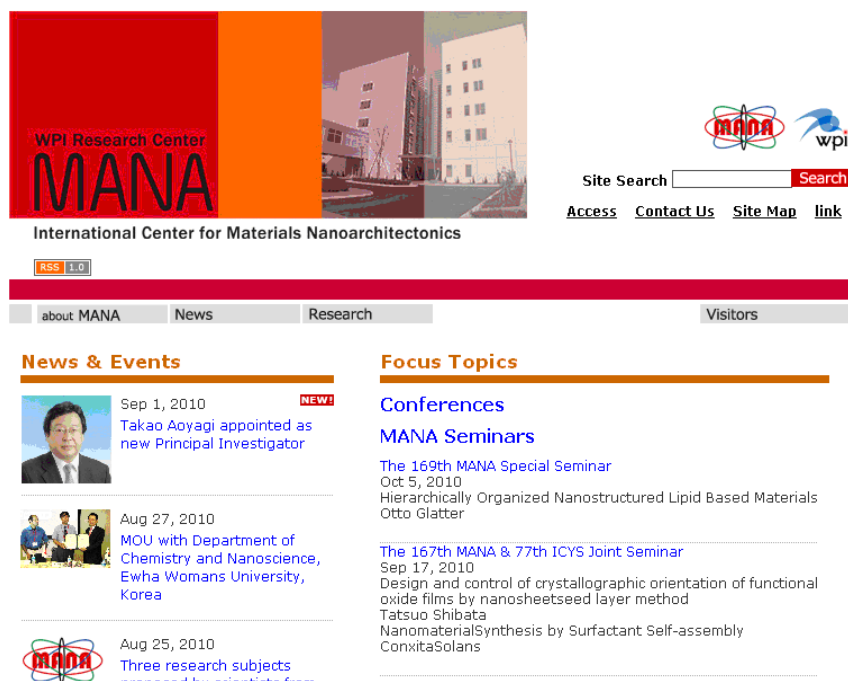 WPI Research Center
MANA
International Center for Materials Nanoarchitectonics
RSS 1.0
MANA
wpi
Site Search
Search
Access Contact Us Site Map link
about MANA News Research Visitors
News & Events
Sep 1, 2010
NEW!
Takao Aoyagi appointed as
new Principal Investigator
Aug 27, 2010
MOU with Department of
Chemistry and Nanoscience,
Ewha Womans University,
Korea
MANA
Aug 25, 2010
Three research subjects
proposed by scientists from
Focus Topics
Conferences
MANA Seminars
The 169th MANA Special Seminar
Oct 5, 2010
Hierarchically Organized Nanostructured Lipid Based Materials
Otto Glatter
The 167th MANA & 77th ICYS Joint Seminar
Sep 17, 2010
Design and control of crystallographic orientation of functional
oxide films by nanosheetseed layer method
Tatsuo Shibata
NanomaterialSynthesis by Surfactant Self-assembly
ConxitaSolans